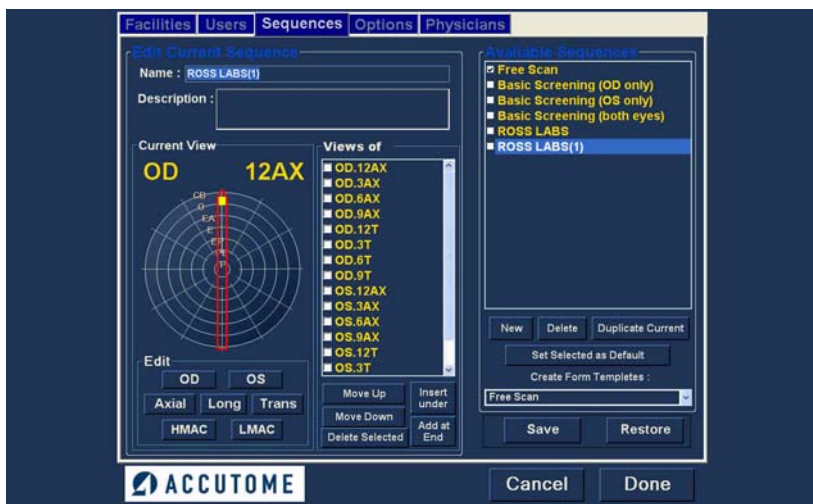 Facilities Users Sequences Options Physicians
Edit Current Sequence
Name : ROSS LABS(1)
Description :
Current View
OD 12AX
CB
O
EA
E
EP
PE
P
Edit
OD OS
Axial Long Trans
HMAC LMAC
Views of
OD.12AX
OD.3AX
OD.6AX
OD.9AX
OD.12T
OD.3T
OD.6T
OD.9T
OS.12AX
OS.3AX
OS.6AX
OS.9AX
OS.12T
OS.3T
Move Up
Move Down
Delete Selected
Insert
under
Add at
End
Available Sequences
Free Scan
Basic Screening (OD only)
Basic Screening (OS only)
Basic Screening (both eyes)
ROSS LABS
ROSS LABS(1)
New Delete Duplicate Current
Set Selected as Default
Create Form Templetes :
Free Scan
Save Restore
ACCUTOME
Cancel Done